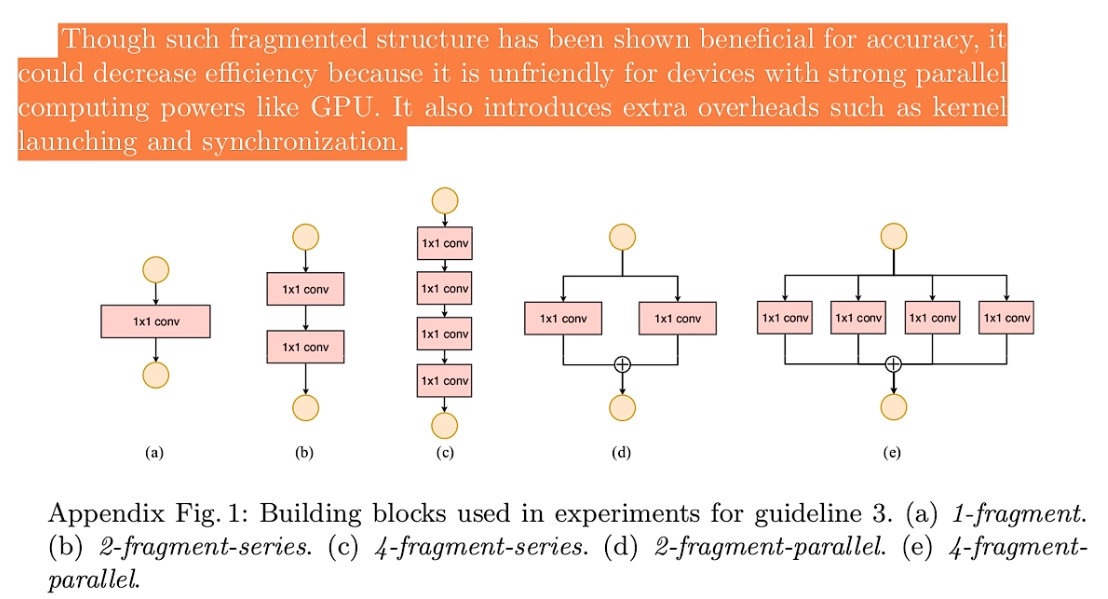 Though such fragmented structure has been shown beneficial for accuracy, it
could decrease efficiency because it is unfriendly for devices with strong parallel
computing powers like GPU. It also introduces extra overheads such as kernel
launching and synchronization.
1x1 conv
1x1 conv
1x1 conv
1x1 conv
1x1 conv
1x1 conv
1x1 conv
1x1 conv
1x1 conv
1x1 conv
1x1 conv
1x1 conv
1x1 conv
(a)
(b)
(c)
(d)
(e)
Appendix Fig. 1: Building blocks used in experiments for guideline 3. (a) 1-fragment.
(b) 2-fragment-series. (c) 4-fragment-series. (d) 2-fragment-parallel. (e) 4-fragment-
parallel.